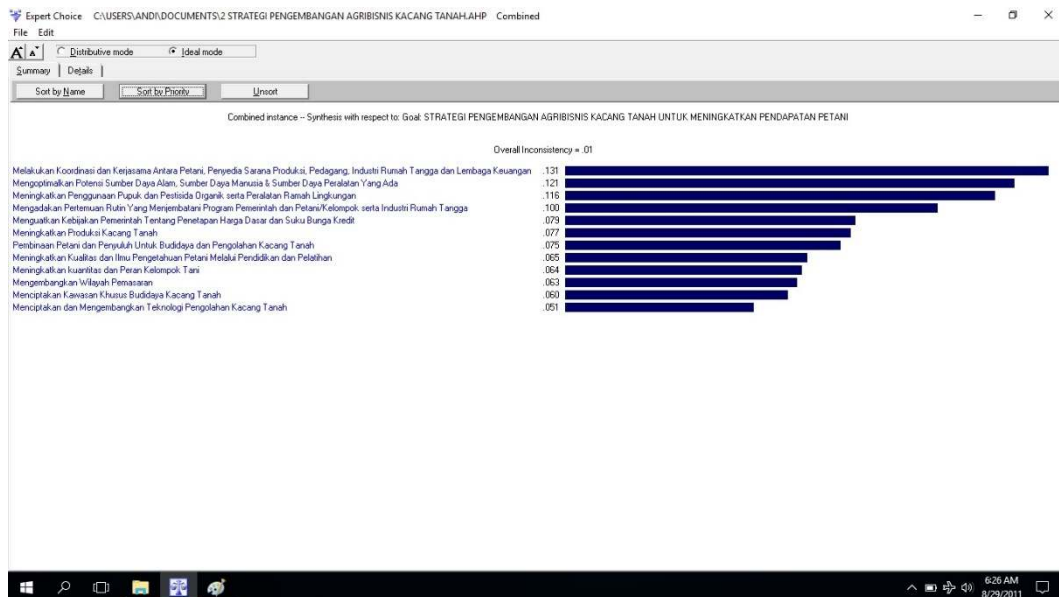 Expert Choice C:\USERS\ANDI\DOCUMENTS\2 STRATEGI PENGEMBANGAN AGRIBISNIS KACANG TANAH.AHP Combined
File Edit
A A Distributive mode Ideal mode
Summary Details
Sort by Name Sort by Priority Unsort
Combined instance -- Synthesis with respect to: Goal: STRATEGI PENGEMBANGAN AGRIBISNIS KACANG TANAH UNTUK MENINGKATKAN PENDAPATAN PETANI
Overall Inconsistency = .01
Melakukan Koordinasi dan Kerjasama Antara Petani, Penyedia Sarana Produksi, Pedagang, Industri Rumah Tangga dan Lembaga Keuangan .131
Mengoptimalkan Potensi Sumber Daya Alam, Sumber Daya Manusia & Sumber Daya Peralatan Yang Ada .121
Meningkatkan Penggunaan Pupuk dan Pestisida Organik serta Peralatan Ramah Lingkungan .116
Mengadakan Pertemuan Rutin Yang Menjembatani Program Pemerintah dan Petani/Kelompok serta Industri Rumah Tangga .100
Menguatkan Kebijakan Pemerintah Tentang Penetapan Harga Dasar dan Suku Bunga Kredit .079
Meningkatkan Produksi Kacang Tanah .077
Pembinaan Petani dan Penyuluh Untuk Budidaya dan Pengolahan Kacang Tanah .075
Meningkatkan Kualitas dan Ilmu Pengetahuan Petani Melalui Pendidikan dan Pelatihan .065
Meningkatkan kuantitas dan Peran Kelompok Tani .064
Mengembangkan Wilayah Pemasaran .063
Menciptakan Kawasan Khusus Budidaya Kacang Tanah .060
Menciptakan dan Mengembangkan Teknologi Pengolahan Kacang Tanah .051
6:26 AM
8/29/2011